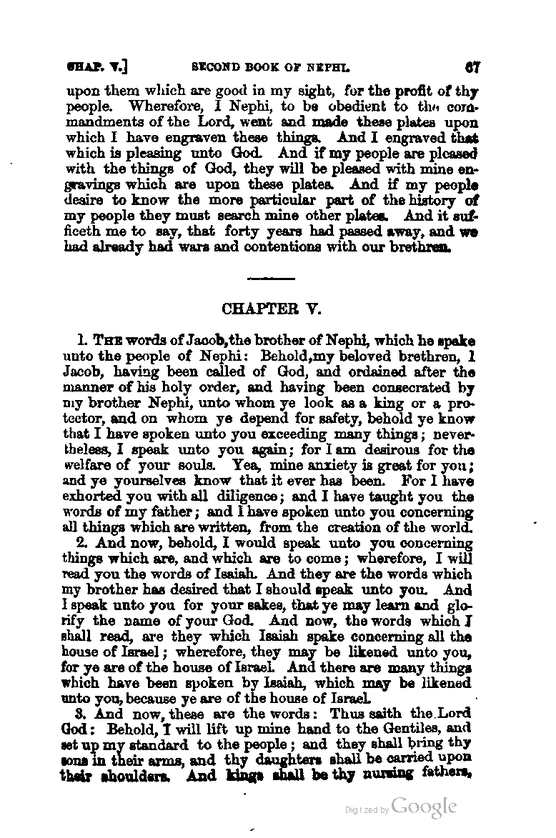 CHAP. V.] SECOND BOOK OF NEPHI. 67
upon them which are good in my sight, for the profit of thy
people. Wherefore, I Nephi, to be obedient to the com-
mandments of the Lord, went and made these plates upon
which I have engraven these things. And I engraved that
which is pleasing unto God. And if my people are pleased
with the things of God, they will be pleased with mine en-
gravings which are upon these plates. And if my people
desire to know the more particular part of the history of
my people they must search mine other plates. And it suf-
ficeth me to say, that forty years had passed away, and we
had already had wars and contentions with our brethren.
CHAPTER V.
1. THE words of Jacob, the brother of Nephi, which he spake
unto the people of Nephi: Behold, my beloved brethren, I
Jacob, having been called of God, and ordained after the
manner of his holy order, and having been consecrated by
my brother Nephi, unto whom ye look as a king or a pro-
tector, and on whom ye depend for safety, behold ye know
that I have spoken unto you exceeding many things; never-
theless, I speak unto you again; for I am desirous for the
welfare of your souls. Yea, mine anxiety is great for you;
and ye yourselves know that it ever has been. For I have
exhorted you with all diligence; and I have taught you the
words of my father; and I have spoken unto you concerning
all things which are written, from the creation of the world.
2. And now, behold, I would speak unto you concerning
things which are, and which are to come; wherefore, I will
read you the words of Isaiah. And they are the words which
my brother has desired that I should speak unto you. And
I speak unto you for your sakes, that ye may learn and glo-
rify the name of your God. And now, the words which I
shall read, are they which Isaiah spake concerning all the
house of Israel; wherefore, they may be likened unto you,
for ye are of the house of Israel. And there are many things
which have been spoken by Isaiah, which may be likened
unto you, because ye are of the house of Israel.
3. And now, these are the words: Thus saith the Lord
God: Behold, I will lift up mine hand to the Gentiles, and
set up my standard to the people; and they shall bring thy
sons in their arms, and thy daughters shall be carried upon
their shoulders. And kings shall be thy nursing fathers,
Digitized by Google